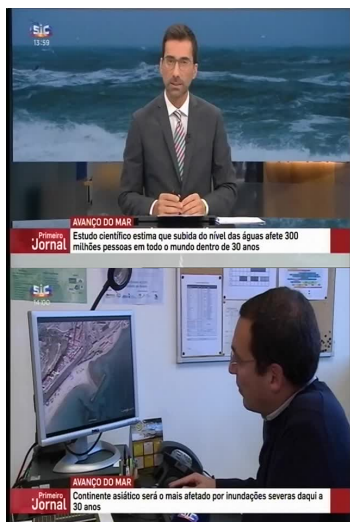 SIC
13:59
AVANÇO DO MAR
Primeiro
Jornal
Estudo científico estima que subida do nível das águas afete 300
milhões pessoas em todo o mundo dentro de 30 anos
SIC
14:00
AVANÇO DO MAR
Primeiro
Jornal
Continente asiático será o mais afetado por inundações severas daqui a
30 anos